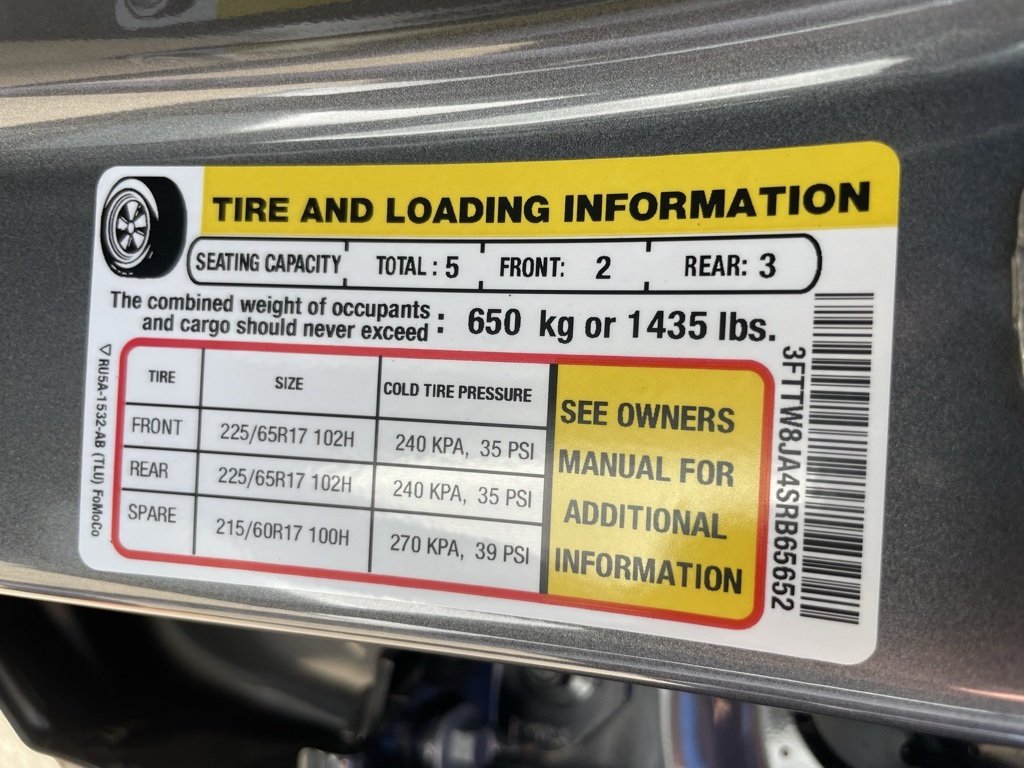 TIRE AND LOADING INFORMATION
SEATING CAPACITY TOTAL : 5 FRONT: 2 REAR: 3
The combined weight of occupants
and cargo should never exceed : 650 kg or 1435 lbs.
TIRE SIZE COLD TIRE PRESSURE
FRONT 225/65R17 102H 240 KPA, 35 PSI
REAR 225/65R17 102H 240 KPA, 35 PSI
SPARE 215/60R17 100H 270 KPA, 39 PSI
SEE OWNERS
MANUAL FOR
ADDITIONAL
INFORMATION
3FTTW8JA4SRB65652
▽RU5A-1532-AB (TLU) FoMoCo